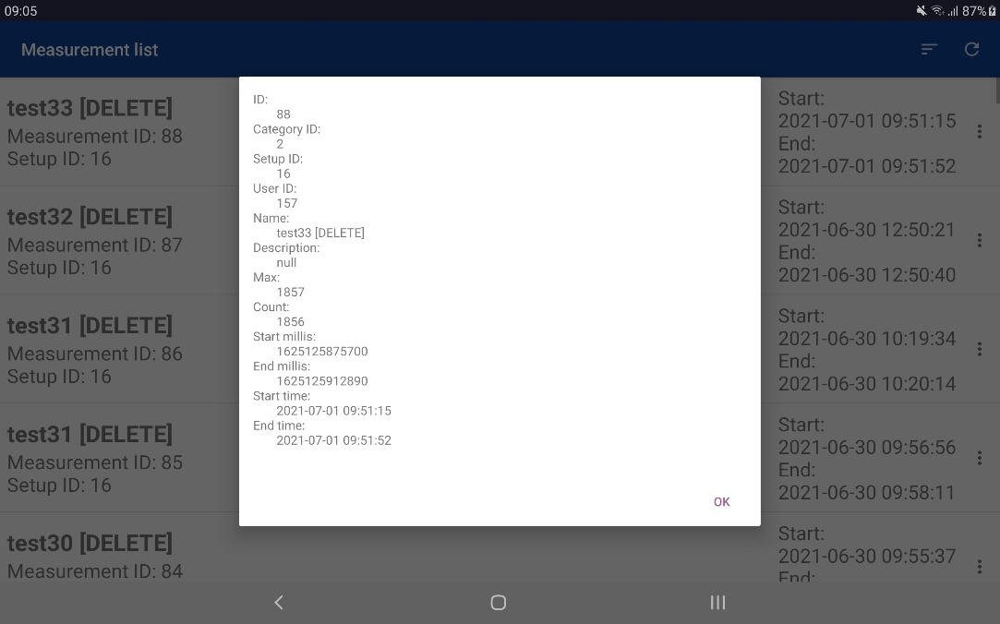 09:05
87%
Measurement list
test33 [DELETE]
Measurement ID: 88
Setup ID: 16
Start:
2021-07-01 09:51:15
End:
2021-07-01 09:51:52
test32 [DELETE]
Measurement ID: 87
Setup ID: 16
Start:
2021-06-30 12:50:21
End:
2021-06-30 12:50:40
test31 [DELETE]
Measurement ID: 86
Setup ID: 16
Start:
2021-06-30 10:19:34
End:
2021-06-30 10:20:14
test31 [DELETE]
Measurement ID: 85
Setup ID: 16
Start:
2021-06-30 09:56:56
End:
2021-06-30 09:58:11
test30 [DELETE]
Measurement ID: 84
Start:
2021-06-30 09:55:37
End:
ID:
88
Category ID:
2
Setup ID:
16
User ID:
157
Name:
test33 [DELETE]
Description:
null
Max:
1857
Count:
1856
Start millis:
1625125875700
End millis:
1625125912890
Start time:
2021-07-01 09:51:15
End time:
2021-07-01 09:51:52
OK